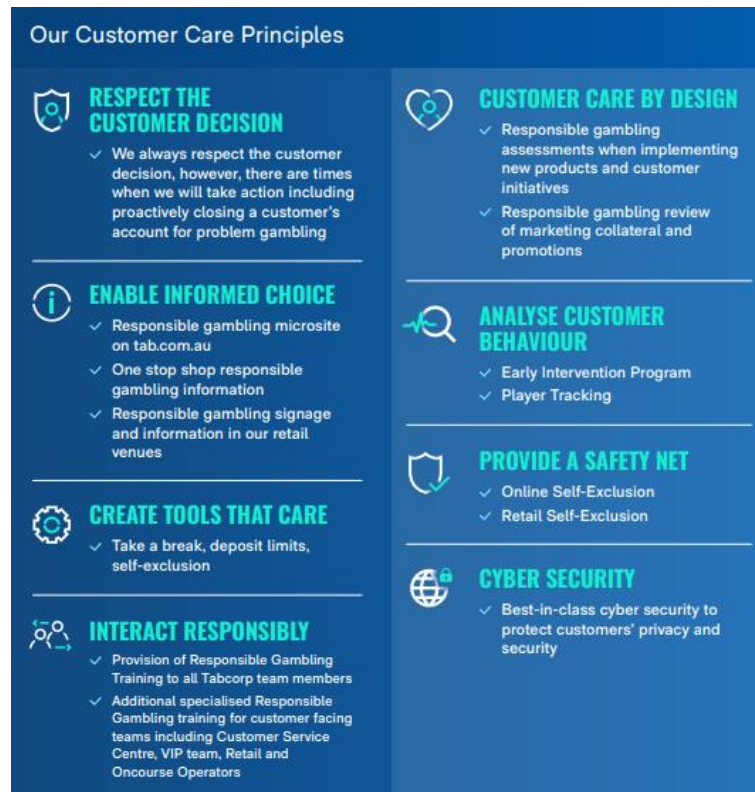 Our Customer Care Principles
RESPECT THE
CUSTOMER DECISION
We always respect the customer
decision, however, there are times
when we will take action including
proactively closing a customer's
account for problem gambling
ENABLE INFORMED CHOICE
Responsible gambling microsite
on tab.com.au
One stop shop responsible
gambling information
Responsible gambling signage
and information in our retail
venues
CREATE TOOLS THAT CARE
Take a break, deposit limits,
self-exclusion
INTERACT RESPONSIBLY
Provision of Responsible Gambling
Training to all Tabcorp team members
Additional specialised Responsible
Gambling training for customer facing
teams including Customer Service
Centre, VIP team, Retail and
Oncourse Operators
CUSTOMER CARE BY DESIGN
Responsible gambling
assessments when implementing
new products and customer
initiatives
Responsible gambling review
of marketing collateral and
promotions
ANALYSE CUSTOMER
BEHAVIOUR
Early Intervention Program
Player Tracking
PROVIDE A SAFETY NET
Online Self-Exclusion
Retail Self-Exclusion
CYBER SECURITY
Best-in-class cyber security to
protect customers' privacy and
security